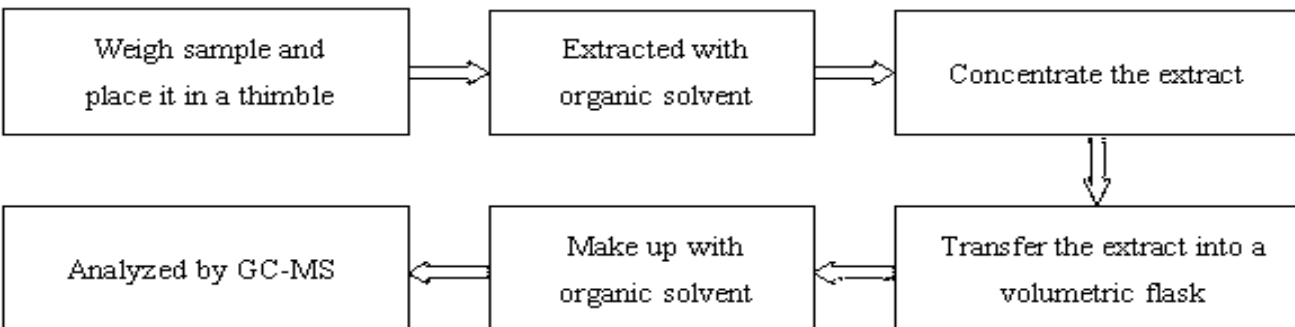 Weigh sample and
place it in a thimble
Extracted with
organic solvent
Concentrate the extract
Transfer the extract into a
volumetric flask
Make up with
organic solvent
Analyzed by GC-MS